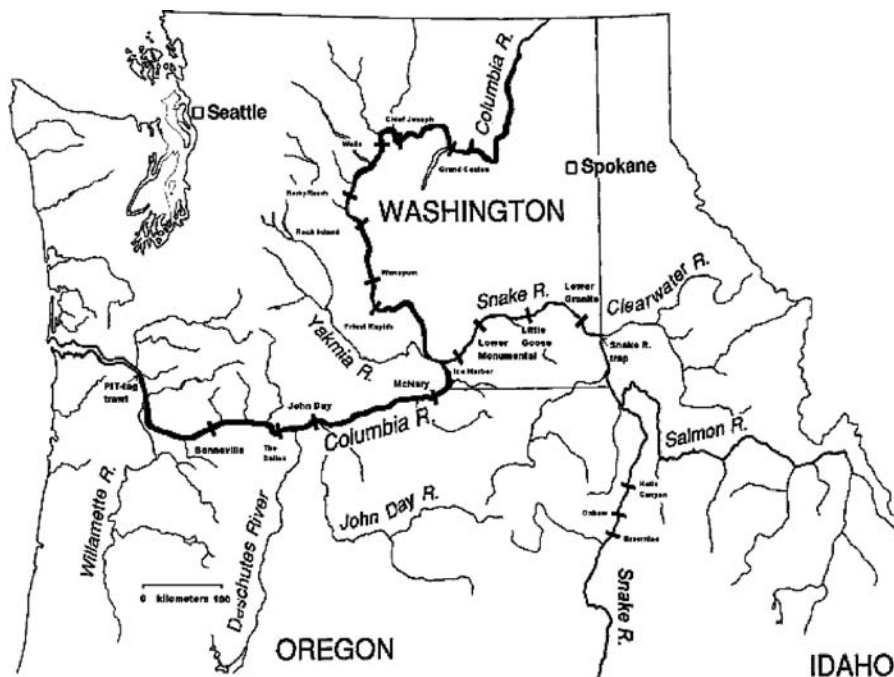 Columbia R.
Seattle
Chief Joseph
Wells
Grand Coulee
Spokane
Rocky Reach
WASHINGTON
Rock Island
Wanapum
Lower
Granite
Clearwater R.
Snake R.
Priest Rapids
Little
Goose
Lower
Monumental
Snake R.
trap
Yakmia R.
Ice Harbor
PIT-tag
trawl
McNary
John Day
Columbia R.
Bonneville
The
Dalles
Salmon R.
Willamette R.
Deschutes River
John Day R.
Hells
Canyon
Oxbow
Brownlee
Snake R.
0 kilometers 100
OREGON
IDAHO